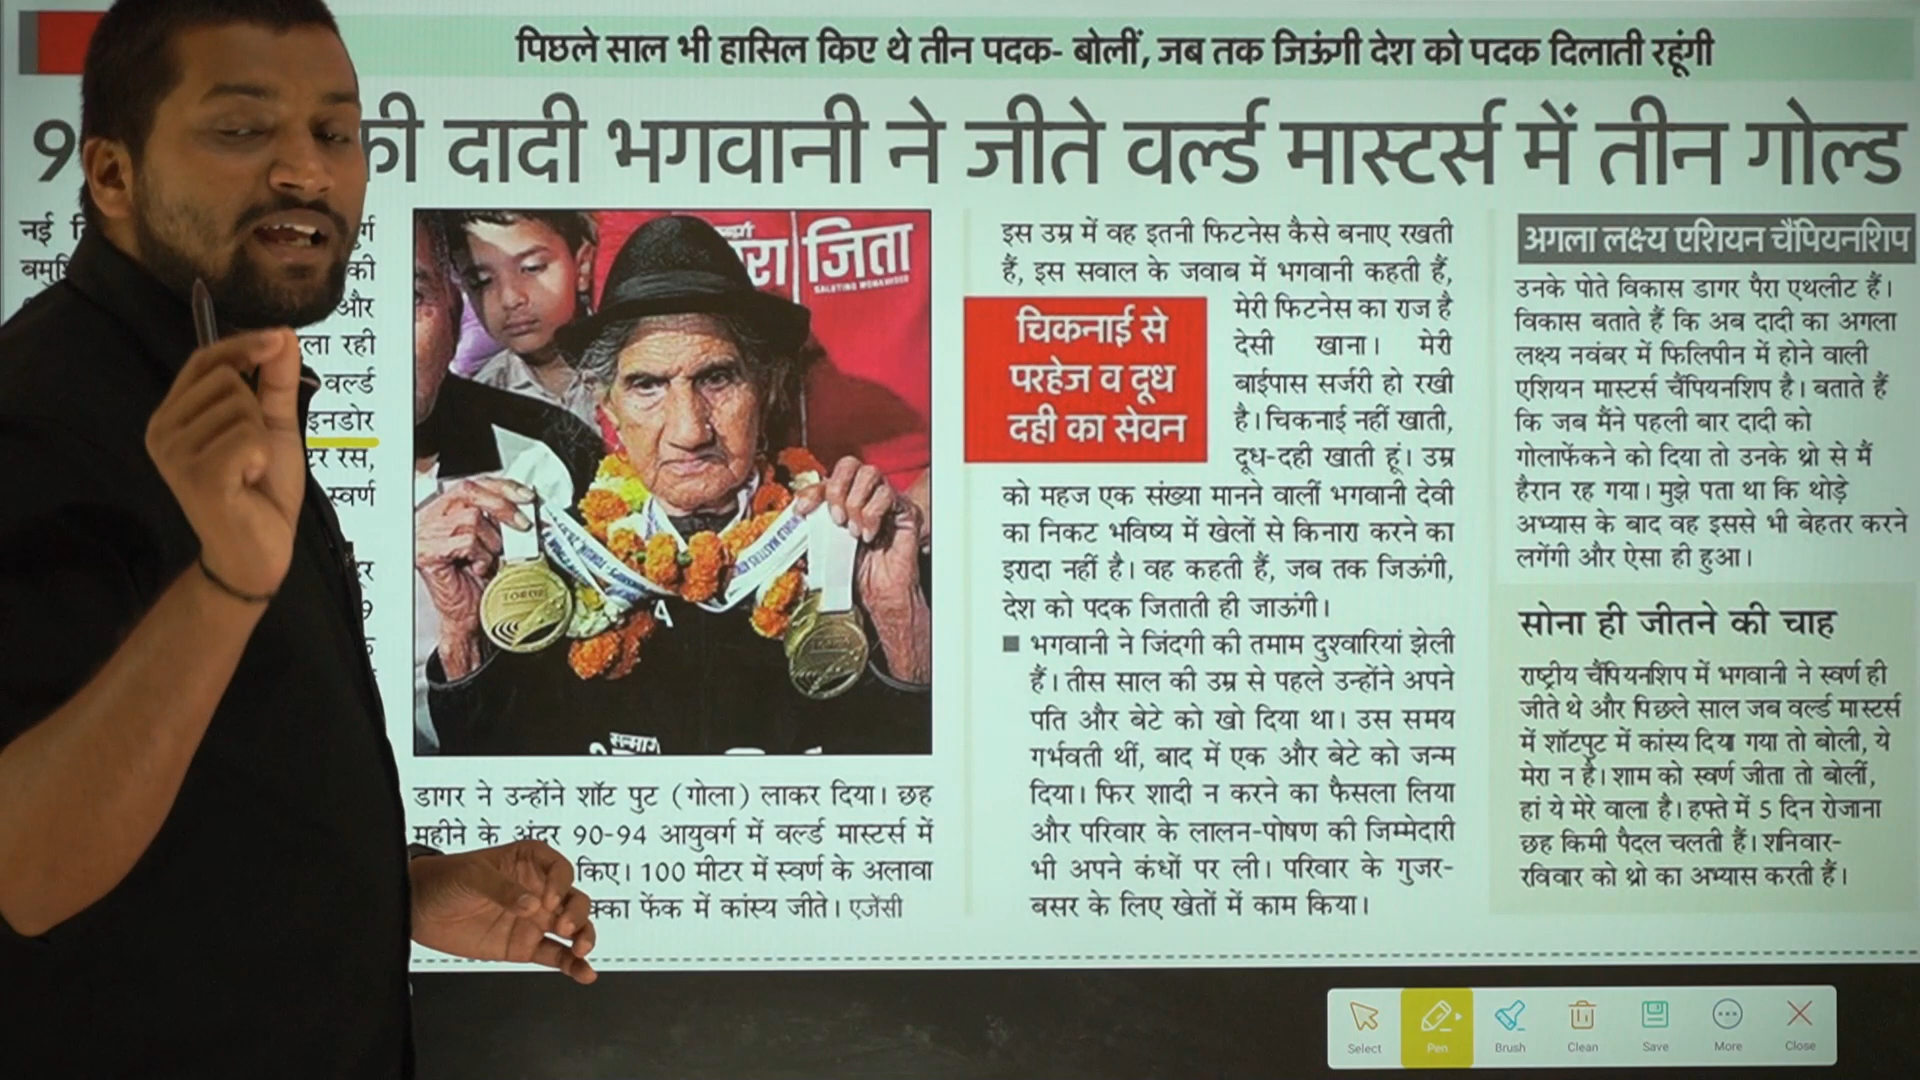 पिछले साल भी हासिल किए थे तीन पदक- बोलीं, जब तक जिऊंगी देश को पदक दिलाती रहूंगी
की दादी भगवानी ने जीते वर्ल्ड मास्टर्स में तीन गोल्ड
नई
की
और
रही
वर्ल्ड
इनडोर
रेस,
स्वर्ण
जिता
SALUTING WOMANHOOD
TORUŃ
सन्मार्ग
डागर ने उन्होंने शॉट पुट (गोला) लाकर दिया। छह
महीने के अंदर 90-94 आयुवर्ग में वर्ल्ड मास्टर्स में
किए। 100 मीटर में स्वर्ण के अलावा
फेंक में कांस्य जीते। एजेंसी
इस उम्र में वह इतनी फिटनेस कैसे बनाए रखती
हैं, इस सवाल के जवाब में भगवानी कहती हैं,
मेरी फिटनेस का राज है
देसी खाना। मेरी
बाईपास सर्जरी हो रखी
है। चिकनाई नहीं खाती,
दूध-दही खाती हूं। उम्र
चिकनाई से
परहेज व दूध
दही का सेवन
को महज एक संख्या मानने वालीं भगवानी देवी
का निकट भविष्य में खेलों से किनारा करने का
इरादा नहीं है। वह कहती हैं, जब तक जिऊंगी,
देश को पदक जिताती ही जाऊंगी।
■ भगवानी ने जिंदगी की तमाम दुश्वारियां झेली
हैं। तीस साल की उम्र से पहले उन्होंने अपने
पति और बेटे को खो दिया था। उस समय
गर्भवती थीं, बाद में एक और बेटे को जन्म
दिया। फिर शादी न करने का फैसला लिया
और परिवार के लालन-पोषण की जिम्मेदारी
भी अपने कंधों पर ली। परिवार के गुजर-
बसर के लिए खेतों में काम किया।
अगला लक्ष्य एशियन चैंपियनशिप
उनके पोते विकास डागर पैरा एथलीट हैं।
विकास बताते हैं कि अब दादी का अगला
लक्ष्य नवंबर में फिलिपीन में होने वाली
एशियन मास्टर्स चैंपियनशिप है। बताते हैं
कि जब मैंने पहली बार दादी को
गोलाफेंकने को दिया तो उनके थ्रो से मैं
हैरान रह गया। मुझे पता था कि थोड़े
अभ्यास के बाद वह इससे भी बेहतर करने
लगेंगी और ऐसा ही हुआ।
सोना ही जीतने की चाह
राष्ट्रीय चैंपियनशिप में भगवानी ने स्वर्ण ही
जीते थे और पिछले साल जब वर्ल्ड मास्टर्स
में शॉटपुट में कांस्य दिया गया तो बोली, ये
मेरा न है। शाम को स्वर्ण जीता तो बोलीं,
हां ये मेरे वाला है। हफ्ते में 5 दिन रोजाना
छह किमी पैदल चलती हैं। शनिवार-
रविवार को थ्रो का अभ्यास करती हैं।
Select Pen Brush Clean Save More Close